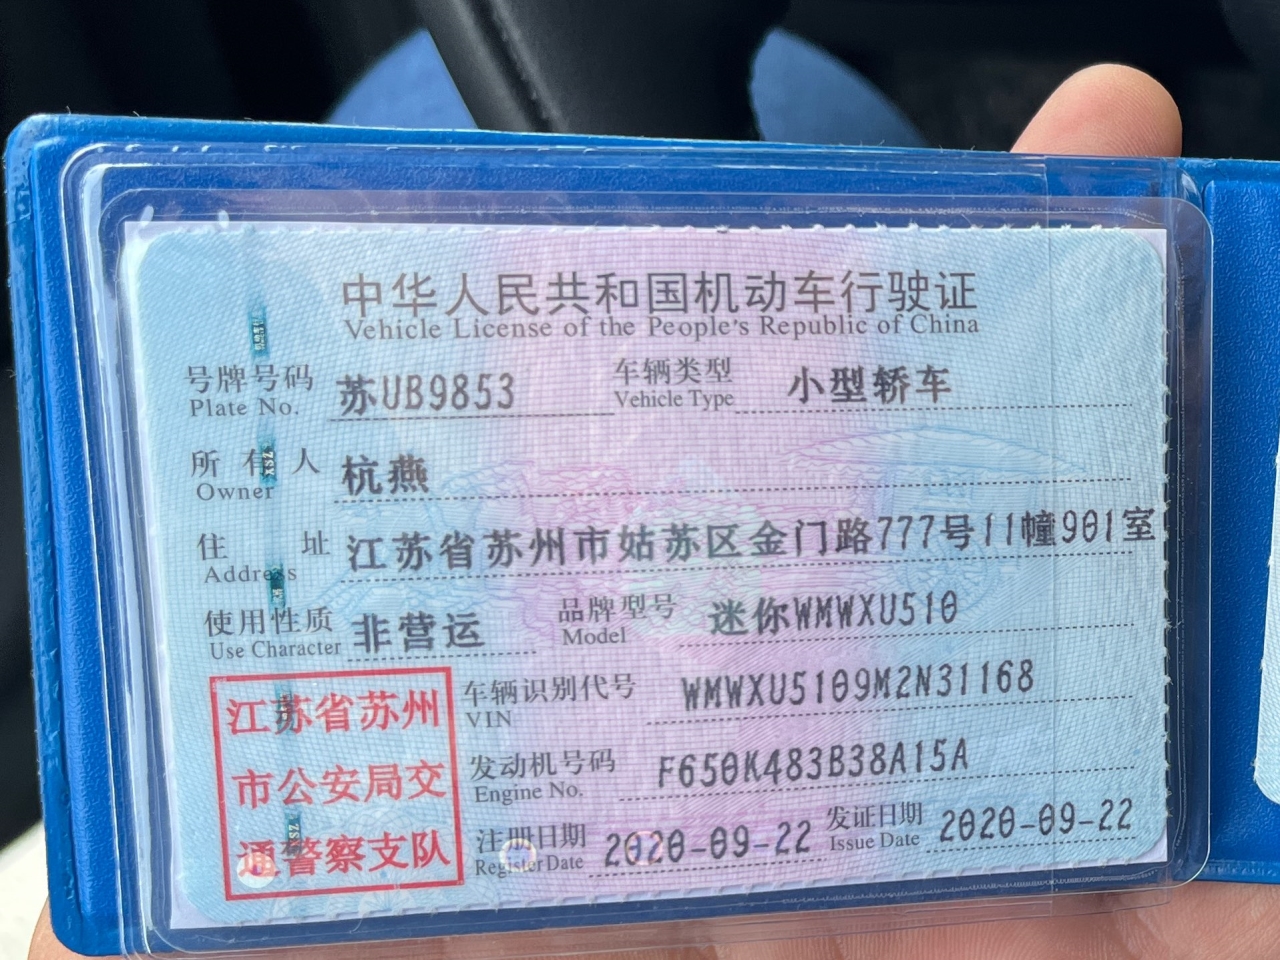 中华人民共和国机动车行驶证
Vehicle License of the People's Republic of China
号牌号码 苏UB9853 车辆类型 小型轿车
Plate No. Vehicle Type
所有人 杭燕
Owner
住址 江苏省苏州市姑苏区金门路777号11幢901室
Address
使用性质 非营运 品牌型号 迷你WMWXU510
Use Character Model
江苏省苏州
市公安局交
通警察支队
车辆识别代号 WMWXU5109M2N31168
VIN
发动机号码 F650K483B38A15A
Engine No.
注册日期 2020-09-22 发证日期 2020-09-22
Register Date Issue Date